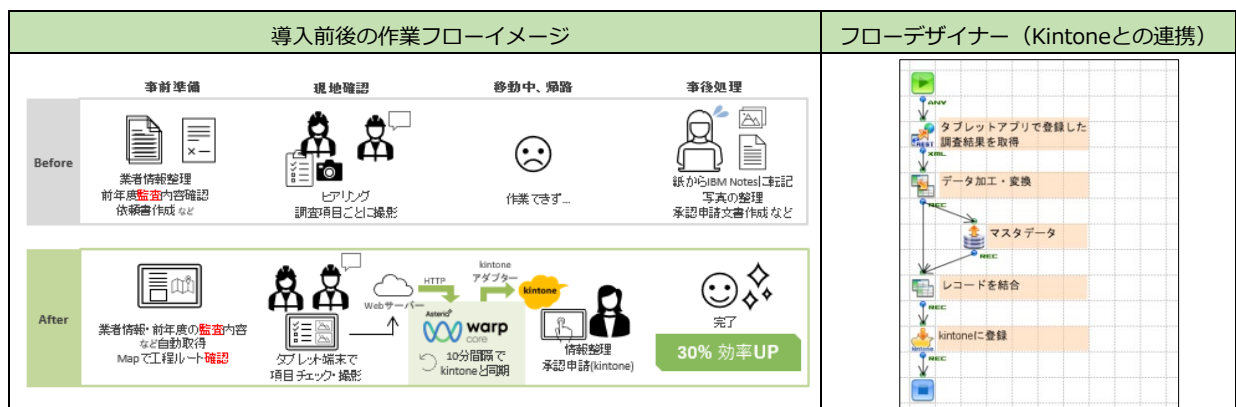 導入前後の作業フローイメージ
フローデザイナー（Kintoneとの連携）
事前準備
現地確認
移動中、帰路
事後処理
Before
業者情報整理
前年度監査内容確認
依頼書作成 など
ヒアリング
調査項目ごとに撮影
作業できず...
紙からIBM Notesに転記
写真の整理
承認申請文書作成 など
After
業者情報・前年度の監査内容
など自動取得
Mapで工程ルート確認
タブレット端末で
項目チェック・撮影
Webサーバー
HTTP
kintone
アダプター
kintone
Asteria
warp
core
10分間隔で
kintoneと同期
情報整理
承認申請(kintone)
完了
30% 効率UP
ANY
タブレットアプリで登録した
調査結果を取得
REST
XML
データ加工・変換
REC
マスタデータ
REC
レコードを結合
REC
kintoneに登録
kintone
REC